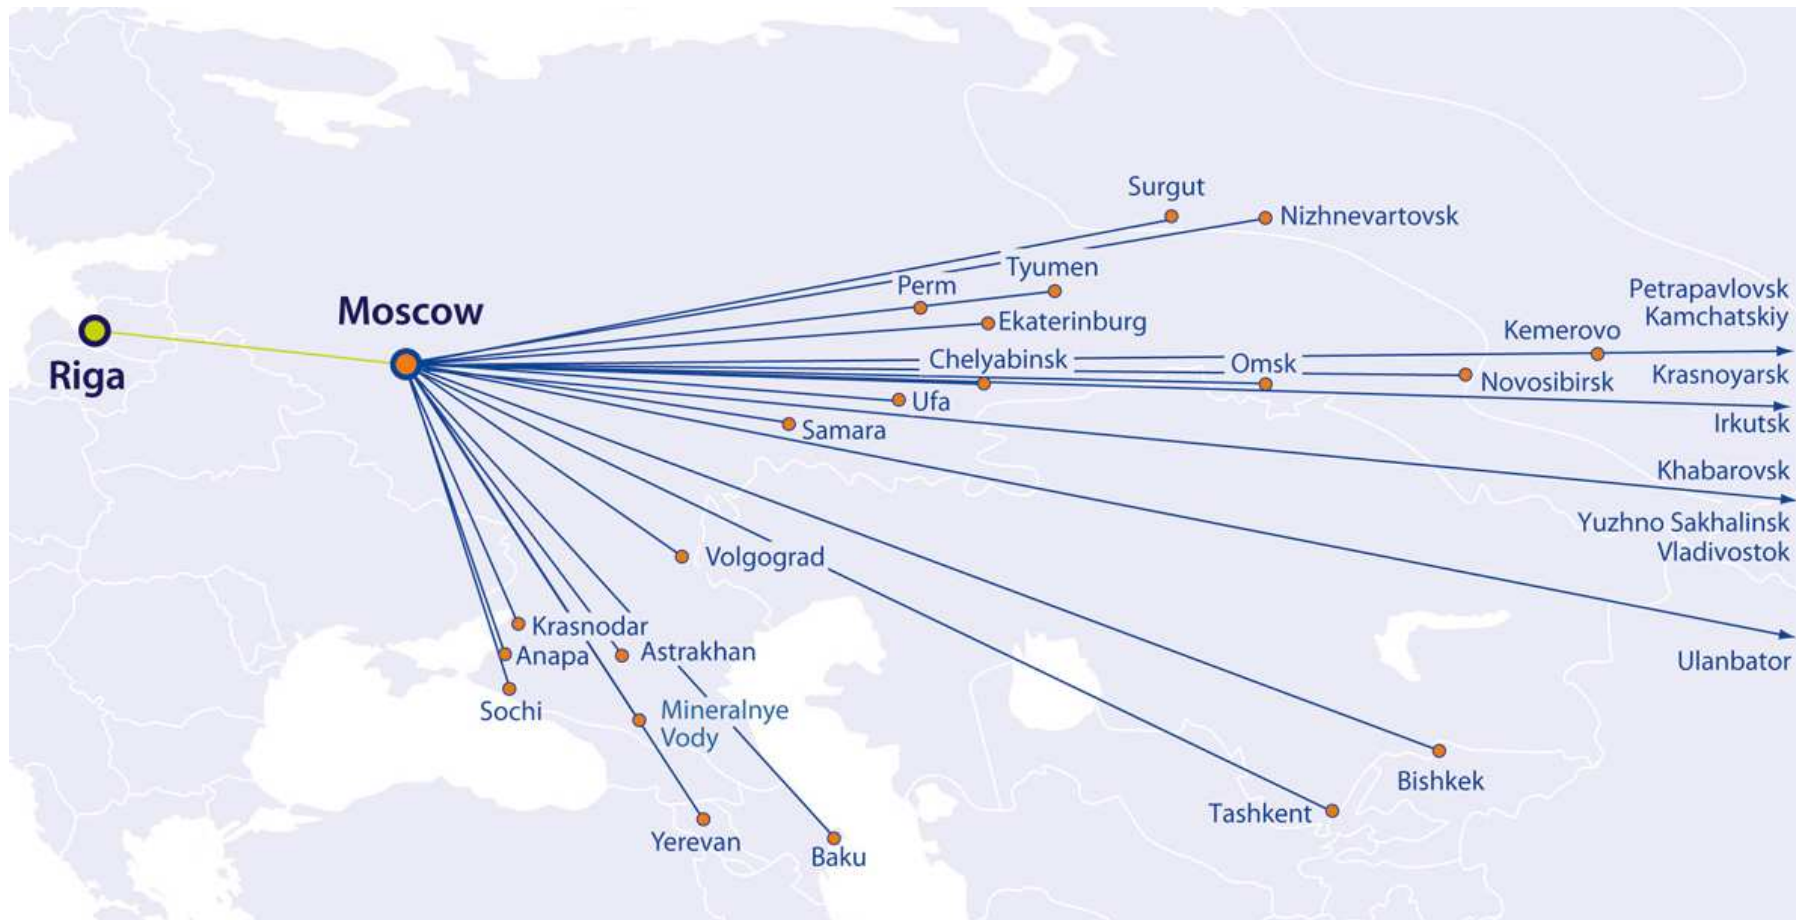 Surgut
Nizhnevartovsk
Tyumen
Perm
Petrapavlovsk
Kamchatskiy
Moscow
Ekaterinburg
Kemerovo
Chelyabinsk
Omsk
Riga
Novosibirsk
Krasnoyarsk
Ufa
Irkutsk
Samara
Khabarovsk
Yuzhno Sakhalinsk
Vladivostok
Volgograd
Krasnodar
Anapa
Astrakhan
Ulanbator
Sochi
Mineralnye
Vody
Bishkek
Tashkent
Yerevan
Baku